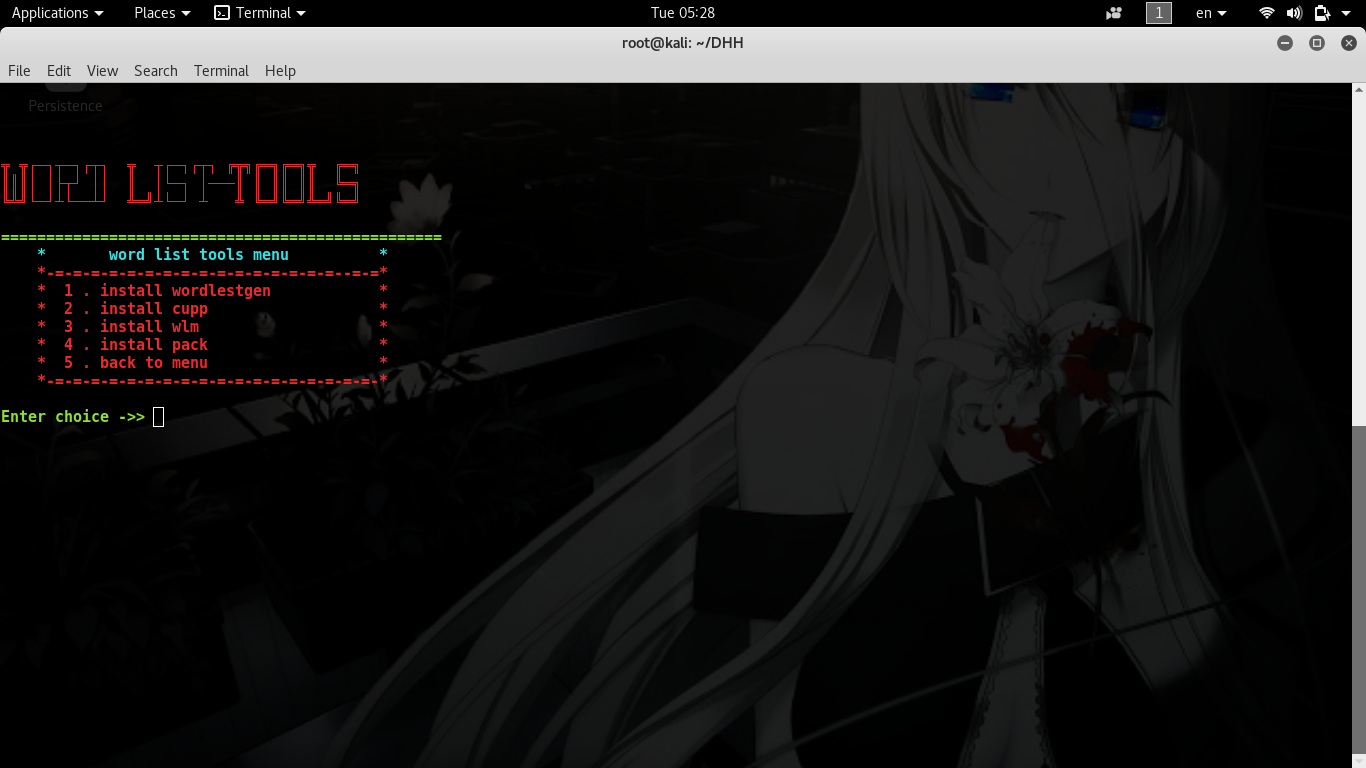 Applications Places Terminal Tue 05:28 1 en
root@kali: ~/DHH
File Edit View Search Terminal Help
Persistence
WORT LIST-TOOLS
=================================================
* word list tools menu *
*-=-=-=-=-=-=-=-=-=-=-=-=-=-=-=-=--=-=*
* 1 . install wordlestgen *
* 2 . install cupp *
* 3 . install wlm *
* 4 . install pack *
* 5 . back to menu *
*-=-=-=-=-=-=-=-=-=-=-=-=-=-=-=-=-=-=-*
Enter choice ->>